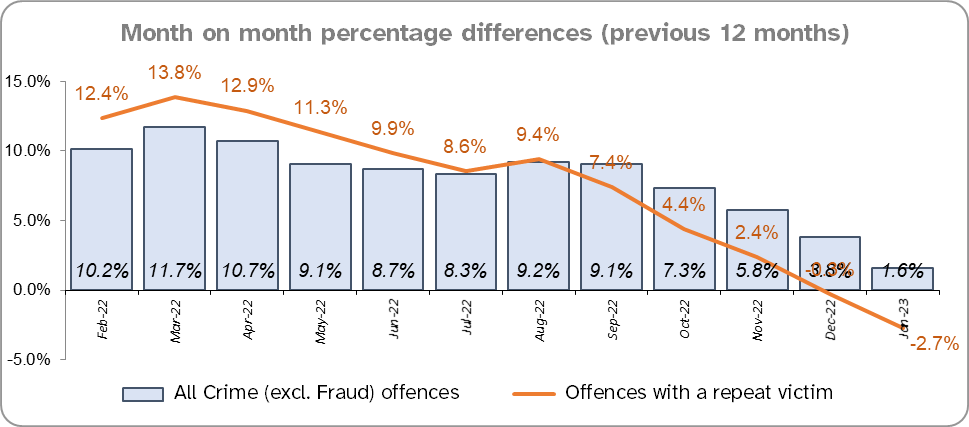 Month on month percentage differences (previous 12 months)
15.0%
10.0%
5.0%
0.0%
-5.0%
12.4%
13.8%
12.9%
11.3%
9.9%
8.6%
9.4%
7.4%
4.4%
2.4%
-0.3%
-2.7%
10.2%
11.7%
10.7%
9.1%
8.7%
8.3%
9.2%
9.1%
7.3%
5.8%
3.8%
1.6%
Feb-22
Mar-22
Apr-22
May-22
Jun-22
Jul-22
Aug-22
Sep-22
Oct-22
Nov-22
Dec-22
Jan-23
All Crime (excl. Fraud) offences
Offences with a repeat victim